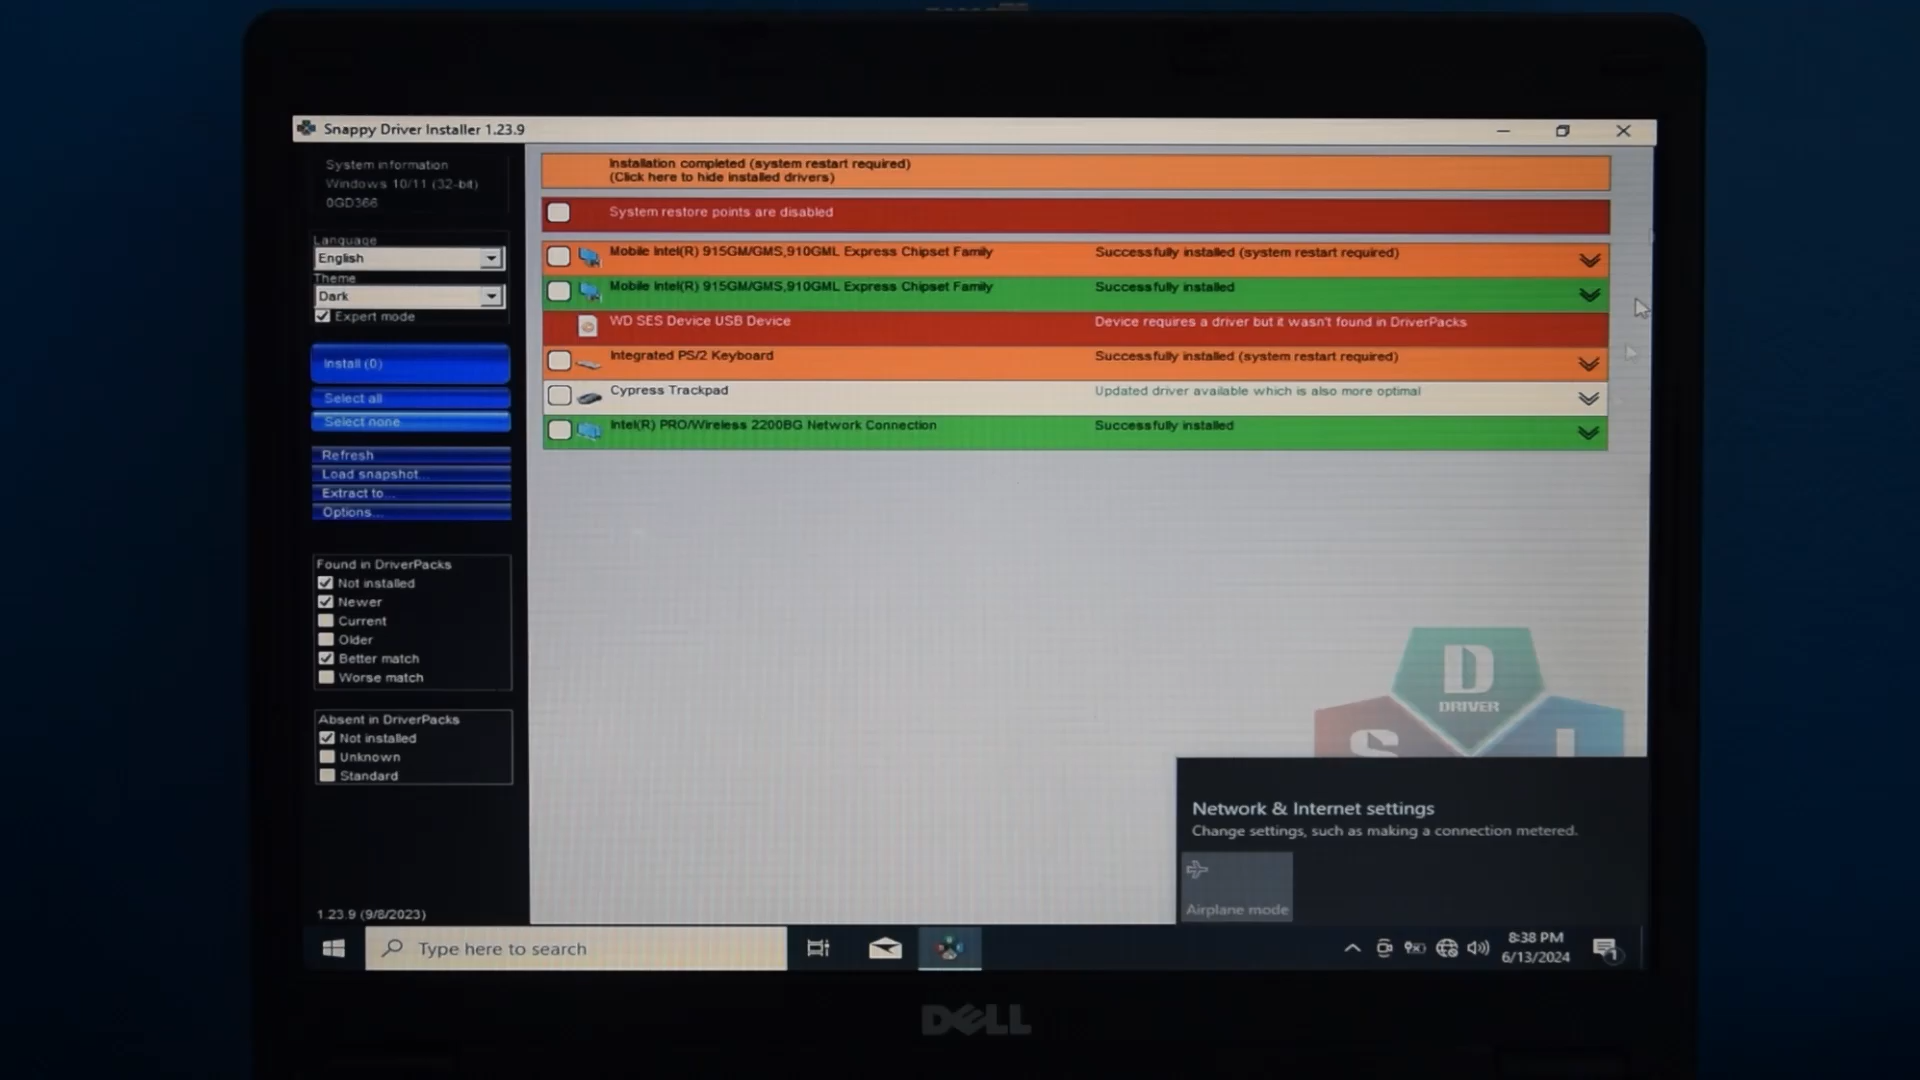 Snappy Driver Installer 1.23.9
System information
Windows 10/11 (32-bit)
0GD366
Language
English
Theme
Dark
Expert mode
Install (0)
Select all
Select none
Refresh
Load snapshot...
Extract to...
Options...
Found in DriverPacks
Not installed
Newer
Current
Older
Better match
Worse match
Absent in DriverPacks
Not installed
Unknown
Standard
1.23.9 (9/8/2023)
Installation completed (system restart required)
(Click here to hide installed drivers)
System restore points are disabled
Mobile Intel(R) 915GM/GMS,910GML Express Chipset Family Successfully installed (system restart required)
Mobile Intel(R) 915GM/GMS,910GML Express Chipset Family Successfully installed
WD SES Device USB Device Device requires a driver but it wasn't found in DriverPacks
Integrated PS/2 Keyboard Successfully installed (system restart required)
Cypress Trackpad Updated driver available which is also more optimal
Intel(R) PRO/Wireless 2200BG Network Connection Successfully installed
D
DRIVER
S I
Network & Internet settings
Change settings, such as making a connection metered.
Airplane mode
Type here to search
8:38 PM
6/13/2024
1
DELL